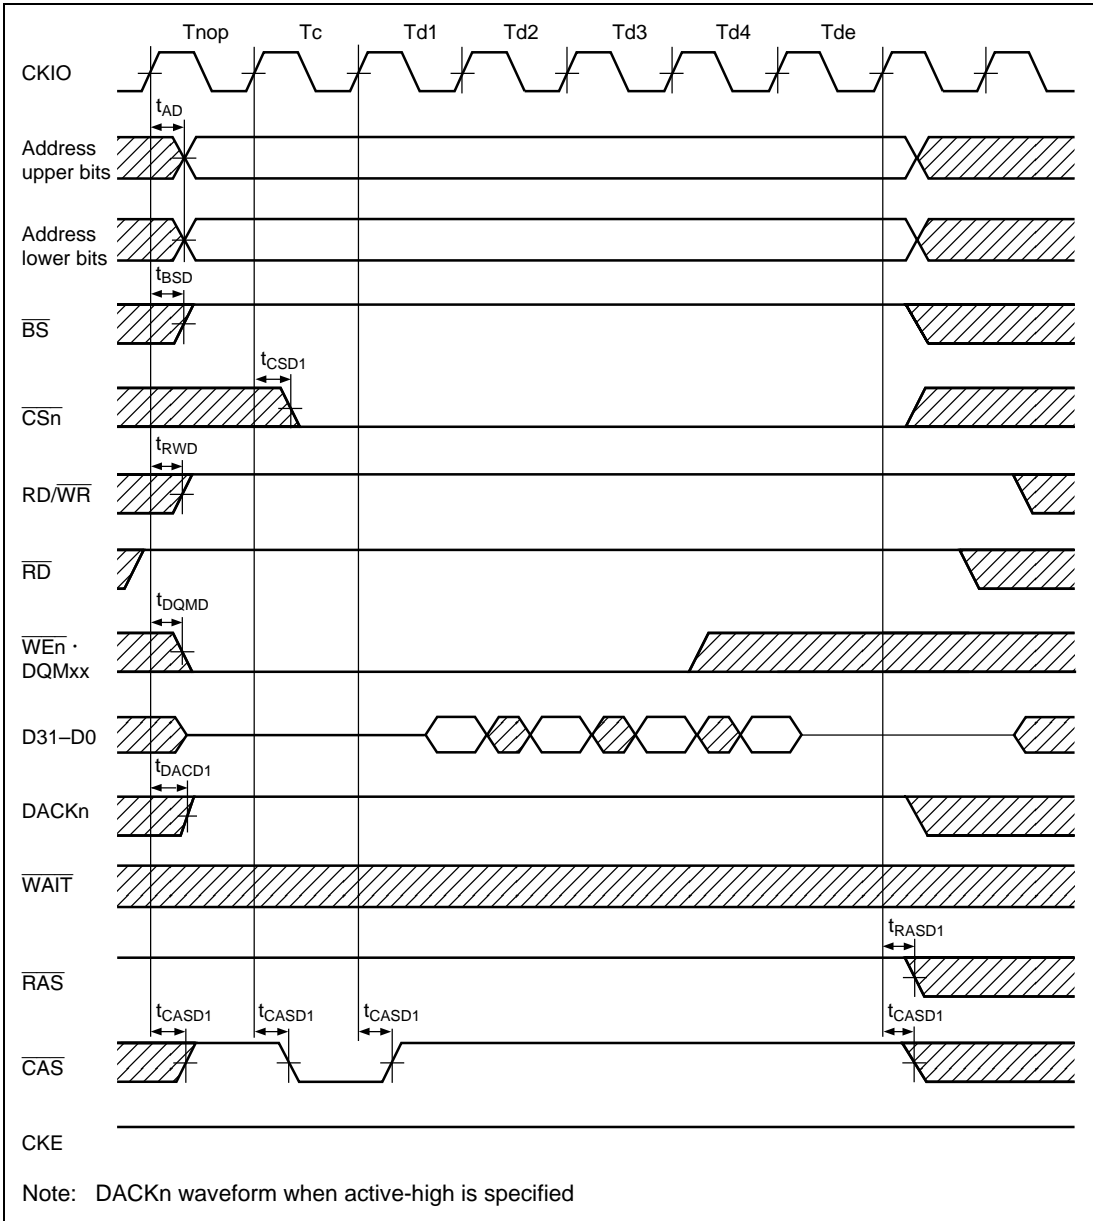 Tnop Tc Td1 Td2 Td3 Td4 Tde
CKIO
tAD
Address
upper bits
Address
lower bits
tBSD
BS
tCSD1
CSn
tRWD
RD/WR
RD
tDQMD
WEn ·
DQMxx
D31–D0
tDACD1
DACKn
WAIT
tRASD1
RAS
tCASD1 tCASD1 tCASD1 tCASD1
CAS
CKE
Note: DACKn waveform when active-high is specified